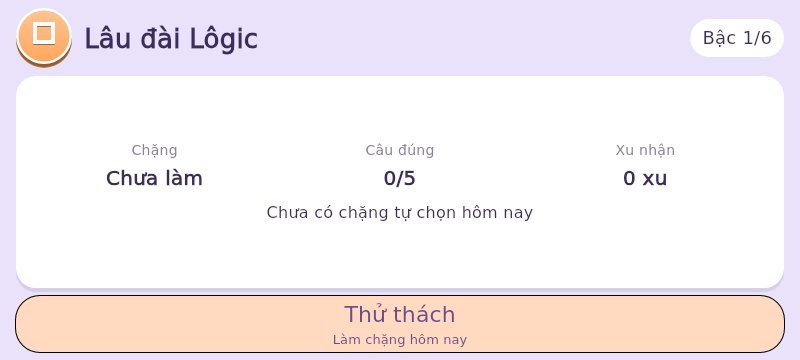 Lâu đài Lôgic
Bậc 1/6
Chặng
Câu đúng
Xu nhận
Chưa làm
0/5
0 xu
Chưa có chặng tự chọn hôm nay
Thử thách
Làm chặng hôm nay